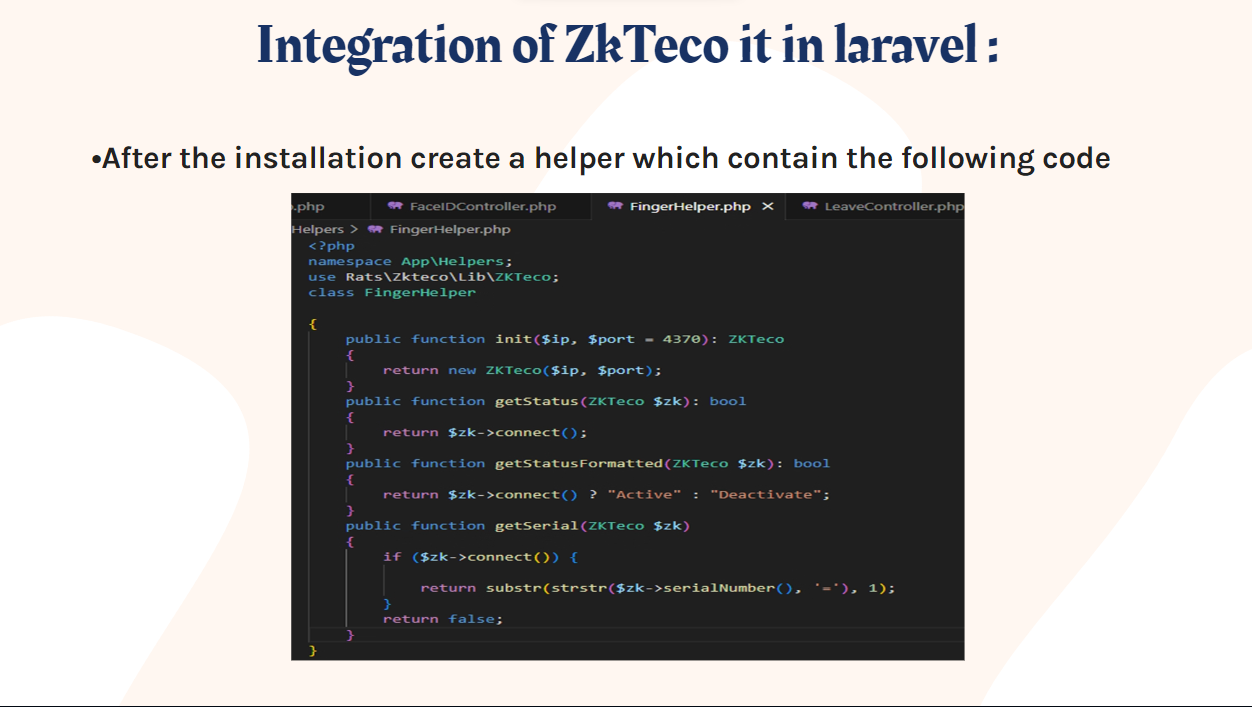 Integration of ZkTeco it in laravel :
•After the installation create a helper which contain the following code
.php FaceIDController.php FingerHelper.php × LeaveController.php
Helpers > FingerHelper.php
<?php
namespace App\Helpers;
use Rats\Zkteco\Lib\ZKTeco;
class FingerHelper
{
public function init($ip, $port = 4370): ZKTeco
{
return new ZKTeco($ip, $port);
}
public function getStatus(ZKTeco $zk): bool
{
return $zk->connect();
}
public function getStatusFormatted(ZKTeco $zk): bool
{
return $zk->connect() ? "Active" : "Deactivate";
}
public function getSerial(ZKTeco $zk)
{
if ($zk->connect()) {
return substr(strstr($zk->serialNumber(), '='), 1);
}
return false;
}
}